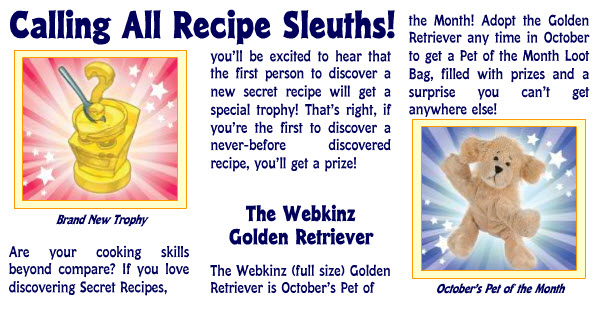 Calling All Recipe Sleuths!
Brand New Trophy
Are your cooking skills
beyond compare? If you love
discovering Secret Recipes,
you'll be excited to hear that
the first person to discover a
new secret recipe will get a
special trophy! That's right, if
you're the first to discover a
never-before discovered
recipe, you'll get a prize!
The Webkinz
Golden Retriever
The Webkinz (full size) Golden
Retriever is October's Pet of
the Month! Adopt the Golden
Retriever any time in October
to get a Pet of the Month Loot
Bag, filled with prizes and a
surprise you can't get
anywhere else!
October's Pet of the Month